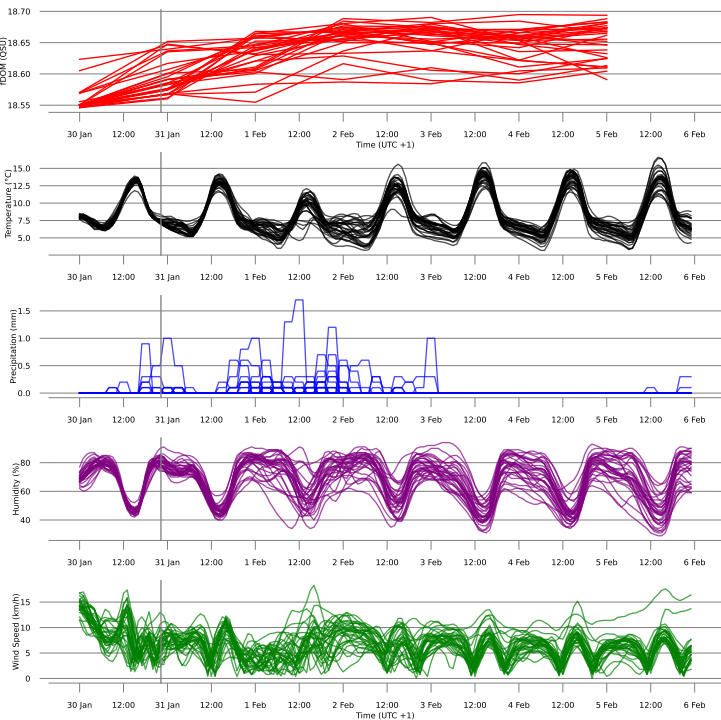 18.70
18.65
18.60
18.55
fDOM (QSU)
30 Jan 12:00 31 Jan 12:00 1 Feb 12:00 2 Feb 12:00 3 Feb 12:00 4 Feb 12:00 5 Feb 12:00 6 Feb
Time (UTC +1)
15.0
12.5
10.0
7.5
5.0
Temperature (°C)
30 Jan 12:00 31 Jan 12:00 1 Feb 12:00 2 Feb 12:00 3 Feb 12:00 4 Feb 12:00 5 Feb 12:00 6 Feb
1.5
1.0
0.5
0.0
Precipitation (mm)
30 Jan 12:00 31 Jan 12:00 1 Feb 12:00 2 Feb 12:00 3 Feb 12:00 4 Feb 12:00 5 Feb 12:00 6 Feb
80
60
40
Humidity (%)
30 Jan 12:00 31 Jan 12:00 1 Feb 12:00 2 Feb 12:00 3 Feb 12:00 4 Feb 12:00 5 Feb 12:00 6 Feb
15
10
5
0
Wind Speed (km/h)
30 Jan 12:00 31 Jan 12:00 1 Feb 12:00 2 Feb 12:00 3 Feb 12:00 4 Feb 12:00 5 Feb 12:00 6 Feb
Time (UTC +1)